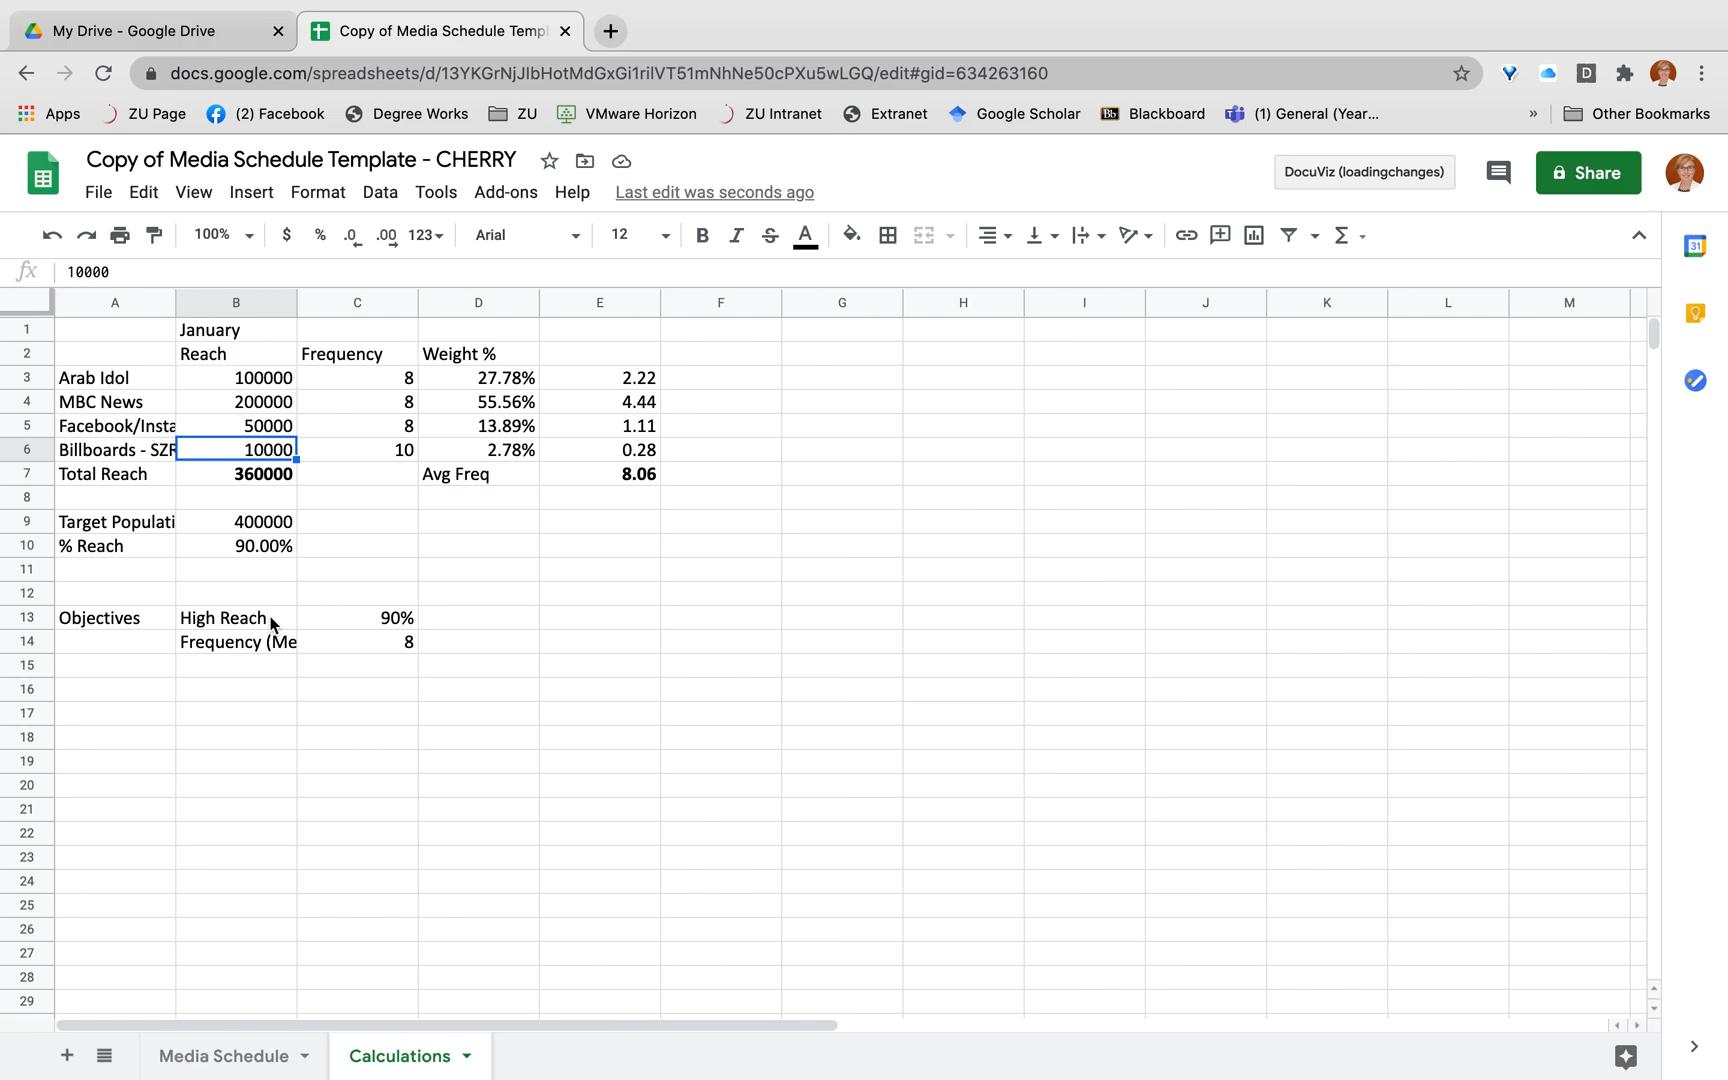 My Drive - Google Drive
Copy of Media Schedule Templ
docs.google.com/spreadsheets/d/13YKGrNjJIbHotMdGxGi1rilVT51mNhNe50cPXu5wLGQ/edit#gid=634263160
D
Apps ZU Page (2) Facebook Degree Works ZU VMware Horizon ZU Intranet Extranet Google Scholar Bb Blackboard (1) General (Year... » Other Bookmarks
Copy of Media Schedule Template - CHERRY
DocuViz (loadingchanges)
Share
File Edit View Insert Format Data Tools Add-ons Help Last edit was seconds ago
100% $ % .0 .00 123 Arial 12 B I S A Σ
31
fx 10000
A B C D E F G H I J K L M
1 January
2 Reach Frequency Weight %
3 Arab Idol 100000 8 27.78% 2.22
4 MBC News 200000 8 55.56% 4.44
5 Facebook/Insta 50000 8 13.89% 1.11
6 Billboards - SZR 10000 10 2.78% 0.28
7 Total Reach 360000 Avg Freq 8.06
8
9 Target Populati 400000
10 % Reach 90.00%
11
12
13 Objectives High Reach 90%
14 Frequency (Me 8
15
16
17
18
19
20
21
22
23
24
25
26
27
28
29
Media Schedule Calculations